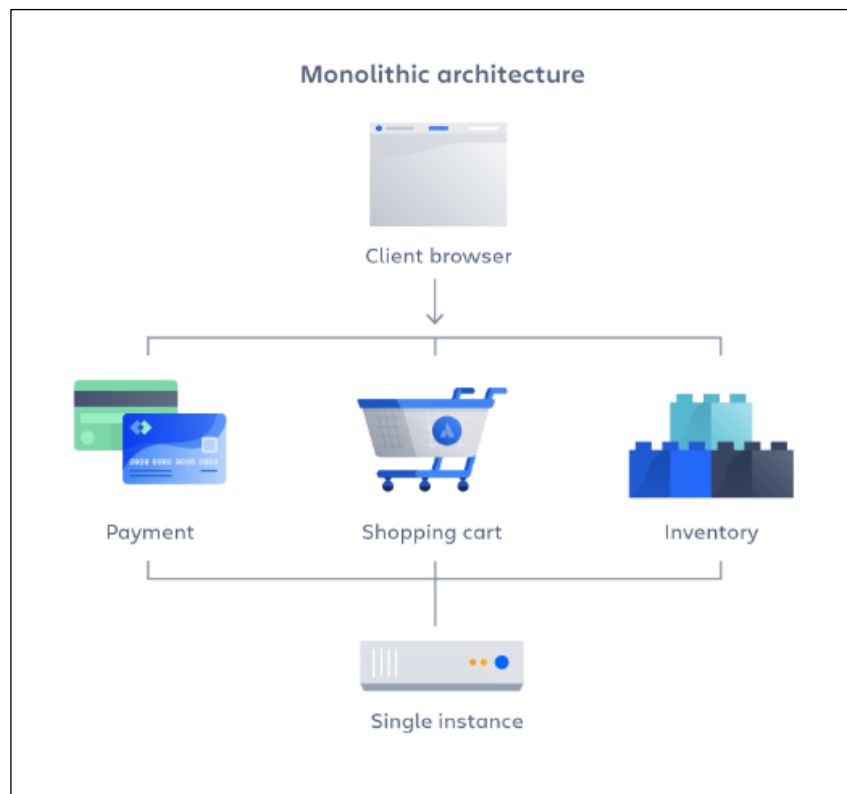 Monolithic architecture
Client browser
Payment
Shopping cart
Inventory
Single instance